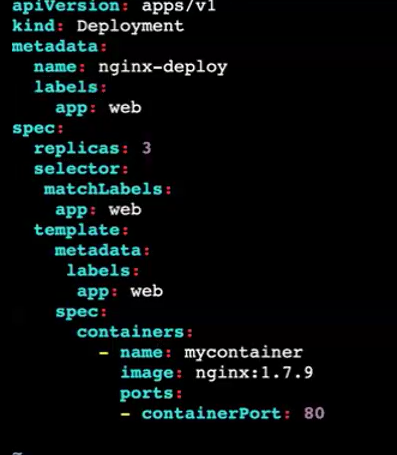 apiVersion: apps/v1
kind: Deployment
metadata:
  name: nginx-deploy
  labels:
    app: web
spec:
  replicas: 3
  selector:
   matchLabels:
    app: web
  template:
    metadata:
     labels:
      app: web
    spec:
      containers:
        - name: mycontainer
          image: nginx:1.7.9
          ports:
          - containerPort: 80
~